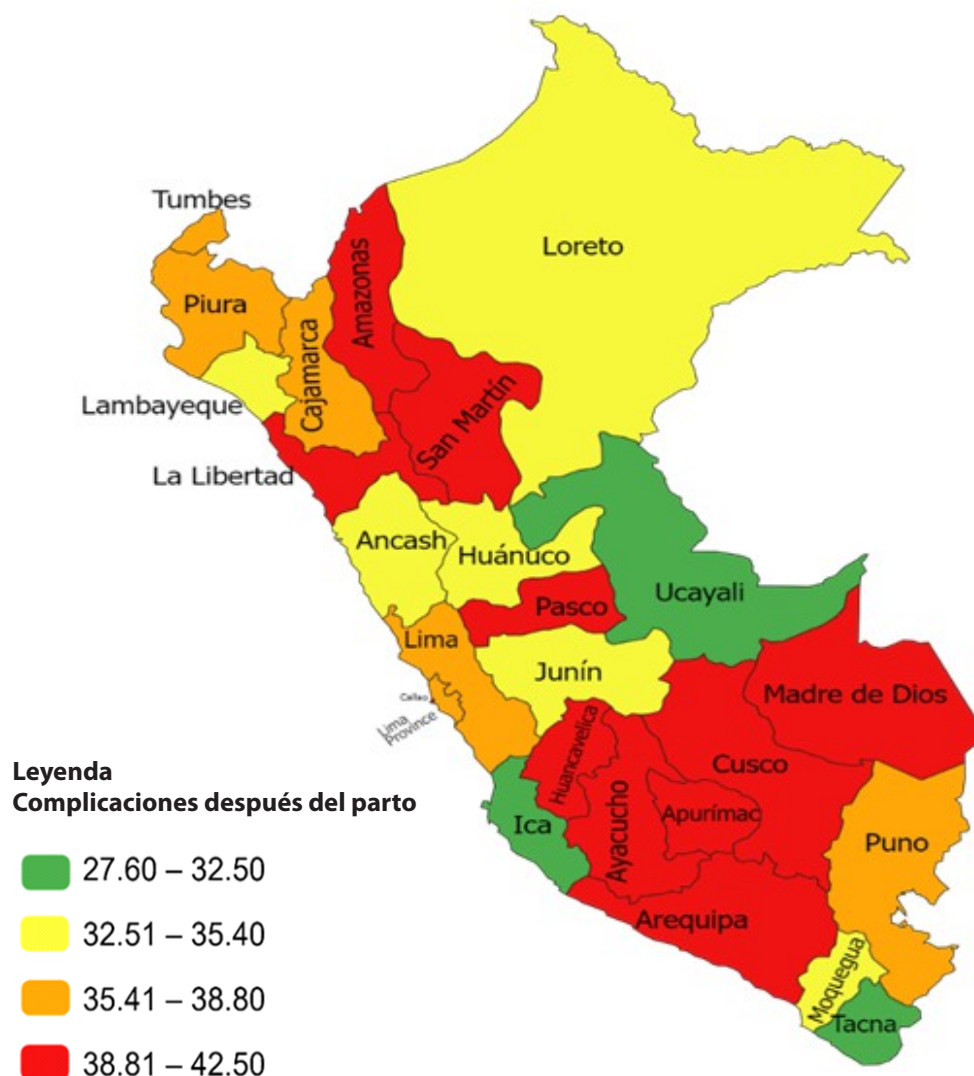 Tumbes
Loreto
Piura
Amazonas
Cajamarca
Lambayeque
San Martín
La Libertad
Ancash
Huánuco
Ucayali
Pasco
Lima
Junín
Callao
Lima
Province
Madre de Dios
Huancavelica
Cusco
Ica
Ayacucho
Apurímac
Puno
Arequipa
Moquegua
Tacna
Leyenda
Complicaciones después del parto
27.60 – 32.50
32.51 – 35.40
35.41 – 38.80
38.81 – 42.50